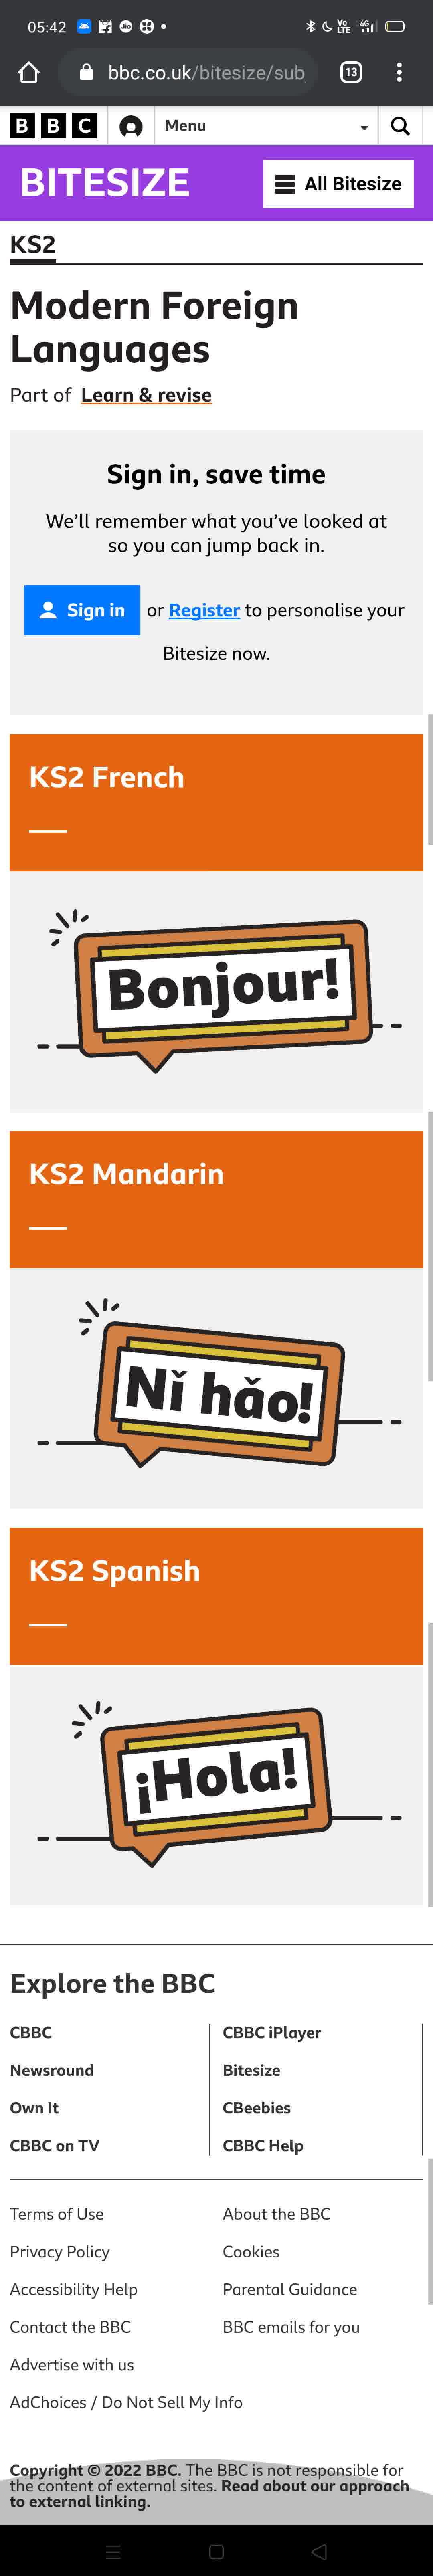 05:42
Jio
Vo LTE 4G
bbc.co.uk/bitesize/sub
13
BBC
Menu
BITESIZE
All Bitesize
KS2
Modern Foreign
Languages
Part of Learn & revise
Sign in, save time
We'll remember what you've looked at
so you can jump back in.
Sign in or Register to personalise your
Bitesize now.
KS2 French
Bonjour!
KS2 Mandarin
Nǐ hǎo!
KS2 Spanish
¡Hola!
Explore the BBC
CBBC
CBBC iPlayer
Newsround
Bitesize
Own It
CBeebies
CBBC on TV
CBBC Help
Terms of Use
About the BBC
Privacy Policy
Cookies
Accessibility Help
Parental Guidance
Contact the BBC
BBC emails for you
Advertise with us
AdChoices / Do Not Sell My Info
Copyright © 2022 BBC. The BBC is not responsible for
the content of external sites. Read about our approach
to external linking.